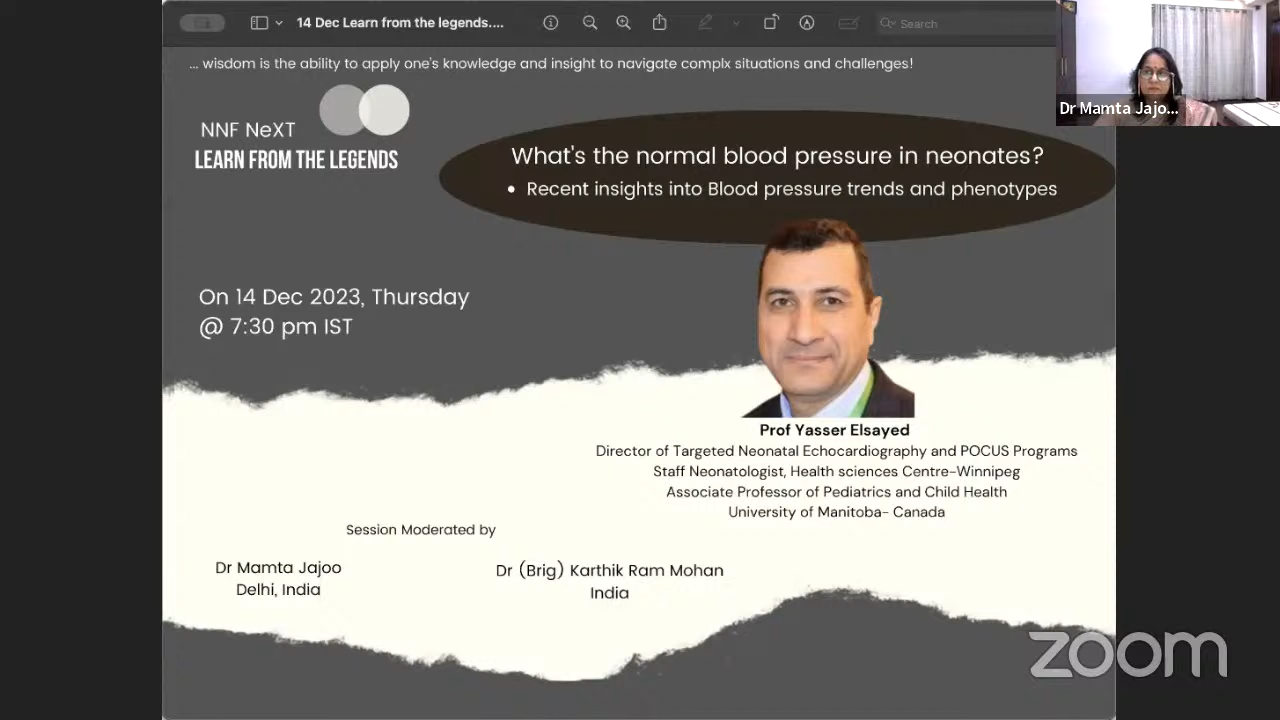 14 Dec Learn from the legends....
Search
... wisdom is the ability to apply one's knowledge and insight to navigate complx situations and challenges!
NNF NeXT
LEARN FROM THE LEGENDS
What's the normal blood pressure in neonates?
• Recent insights into Blood pressure trends and phenotypes
Dr Mamta Jajo...
On 14 Dec 2023, Thursday
@ 7:30 pm IST
Prof Yasser Elsayed
Director of Targeted Neonatal Echocardiography and POCUS Programs
Staff Neonatologist, Health sciences Centre-Winnipeg
Associate Professor of Pediatrics and Child Health
University of Manitoba- Canada
Session Moderated by
Dr Mamta Jajoo
Delhi, India
Dr (Brig) Karthik Ram Mohan
India
zoom